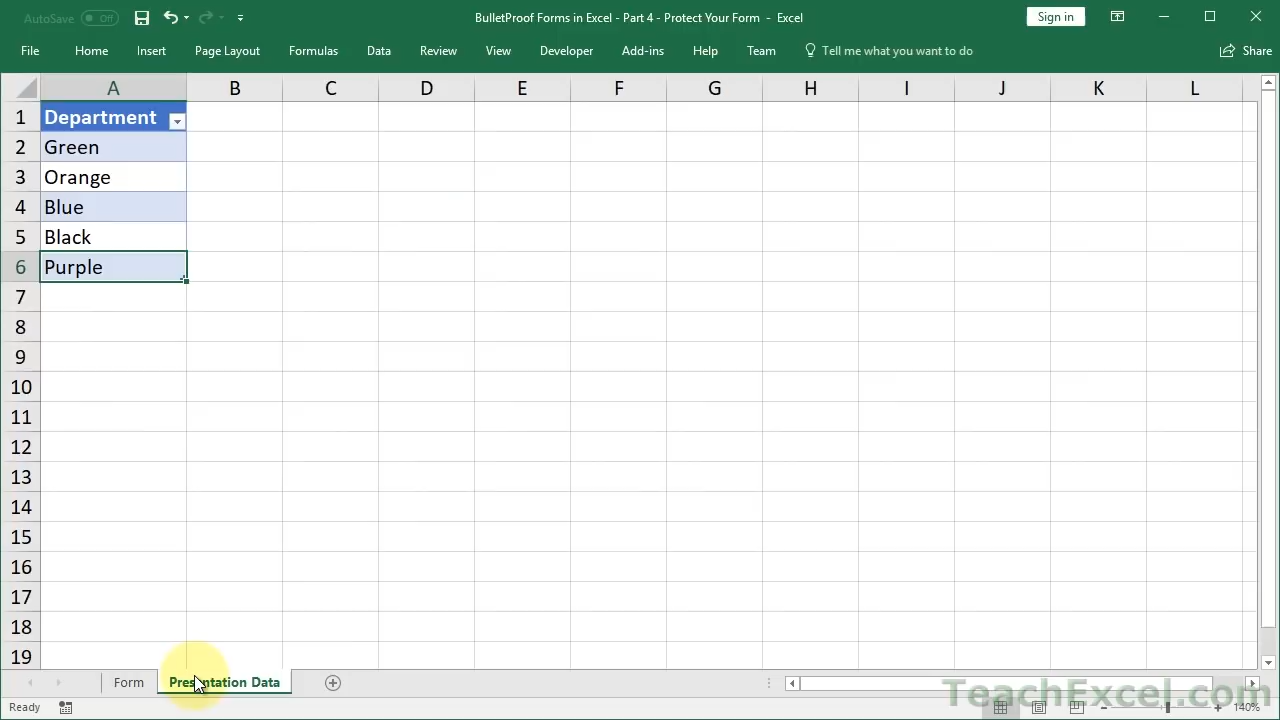 AutoSave Off BulletProof Forms in Excel - Part 4 - Protect Your Form - Excel Sign in
File Home Insert Page Layout Formulas Data Review View Developer Add-ins Help Team Tell me what you want to do Share
A B C D E F G H I J K L
1 Department
2 Green
3 Orange
4 Blue
5 Black
6 Purple
7
8
9
10
11
12
13
14
15
16
17
18
19
Form Presentation Data
TeachExcel.com
Ready 140%